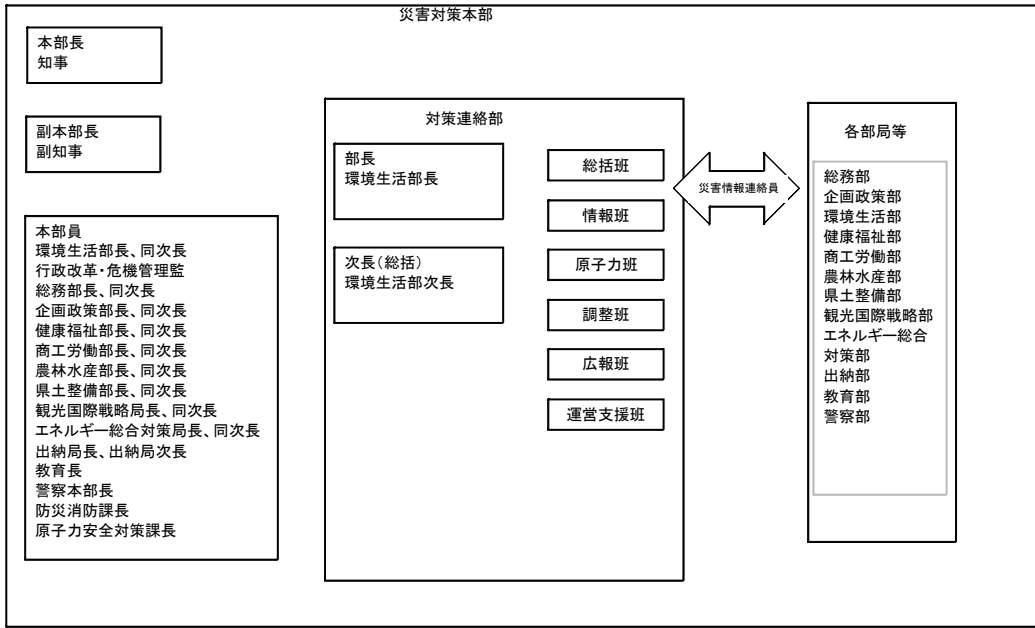 災害対策本部
本部長
知事
副本部長
副知事
本部員
環境生活部長、同次長
行政改革・危機管理監
総務部長、同次長
企画政策部長、同次長
健康福祉部長、同次長
商工労働部長、同次長
農林水産部長、同次長
県土整備部長、同次長
観光国際戦略局長、同次長
エネルギー総合対策局長、同次長
出納局長、出納局次長
教育長
警察本部長
防災消防課長
原子力安全対策課長
対策連絡部
部長
環境生活部長
次長(総括)
環境生活部次長
総括班
情報班
原子力班
調整班
広報班
運営支援班
災害情報連絡員
各部局等
総務部
企画政策部
環境生活部
健康福祉部
商工労働部
農林水産部
県土整備部
観光国際戦略部
エネルギー総合
対策部
出納部
教育部
警察部